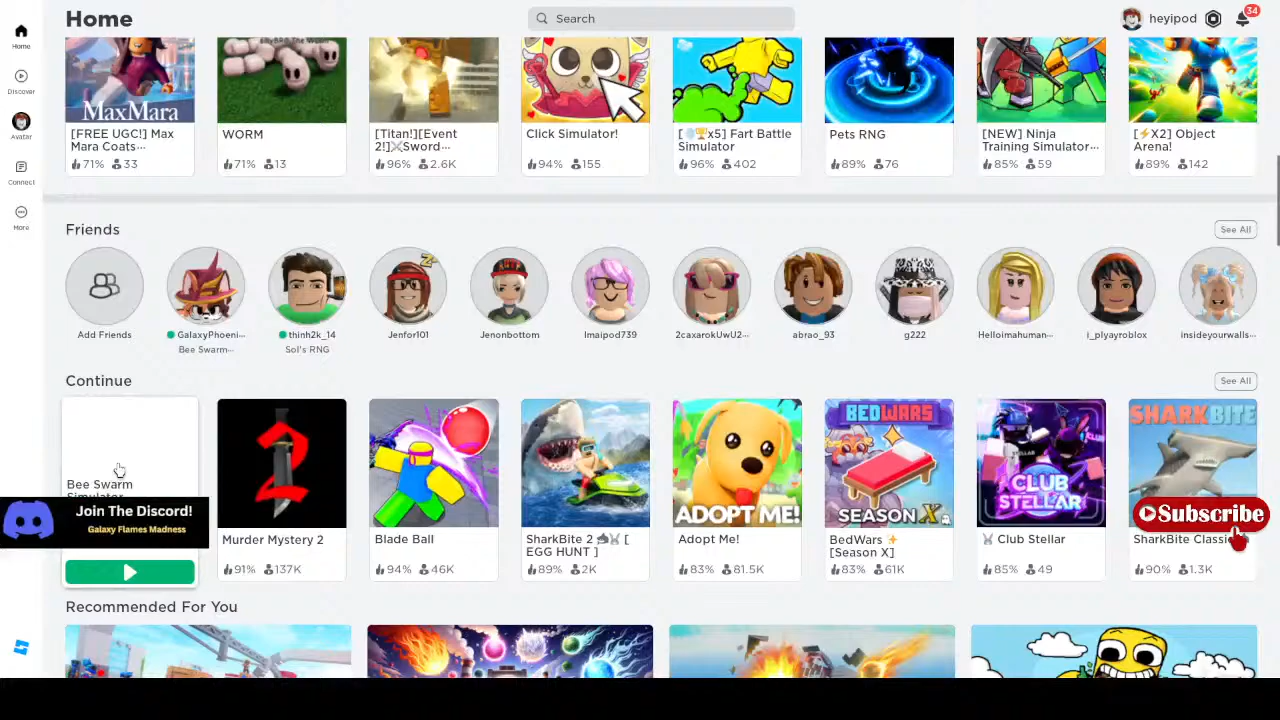 Home
Search
heyipod
34
Home
Discover
Avatar
Connect
More
MaxMara
[FREE UGC!] Max
Mara Coats...
71% 33
WORM
71% 13
[Titan!][Event
2!]⚔Sword...
96% 2.6K
Click Simulator!
94% 155
[💨🏆x5] Fart Battle
Simulator
96% 402
Pets RNG
89% 76
[NEW] Ninja
Training Simulator...
85% 59
[⚡X2] Object
Arena!
89% 142
Friends
See All
Add Friends
GalaxyPhoeni...
Bee Swarm...
thinh2k_14
Sol's RNG
Z
Jenfor101
Jenonbottom
lmaipod739
2caxarokUwU2...
abrao_93
g222
Helloimahuman...
i_plyayroblox
insideyourwalls...
Continue
See All
Bee Swarm
Simulator
Join The Discord!
Galaxy Flames Madness
2
Murder Mystery 2
91% 137K
Blade Ball
94% 46K
SharkBite 2 🦈🐰 [
EGG HUNT ]
89% 2K
ADOPT ME!
Adopt Me!
83% 81.5K
BEDWARS
SEASON X
BedWars ✨
[Season X]
83% 61K
STELLAR
CLUB
STELLAR
🐰 Club Stellar
85% 49
SHARKBITE
Subscribe
SharkBite Classic
90% 1.3K
Recommended For You